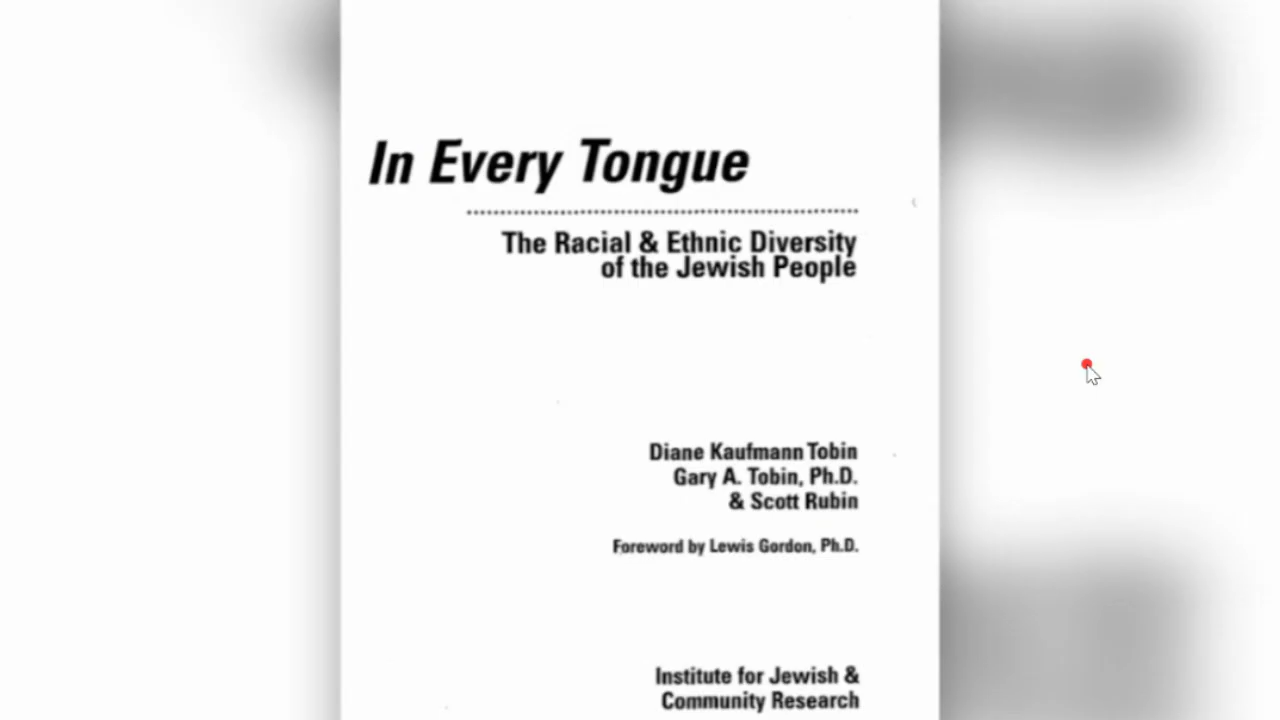 In Every Tongue
The Racial & Ethnic Diversity
of the Jewish People
Diane Kaufmann Tobin
Gary A. Tobin, Ph.D.
& Scott Rubin
Foreword by Lewis Gordon, Ph.D.
Institute for Jewish &
Community Research